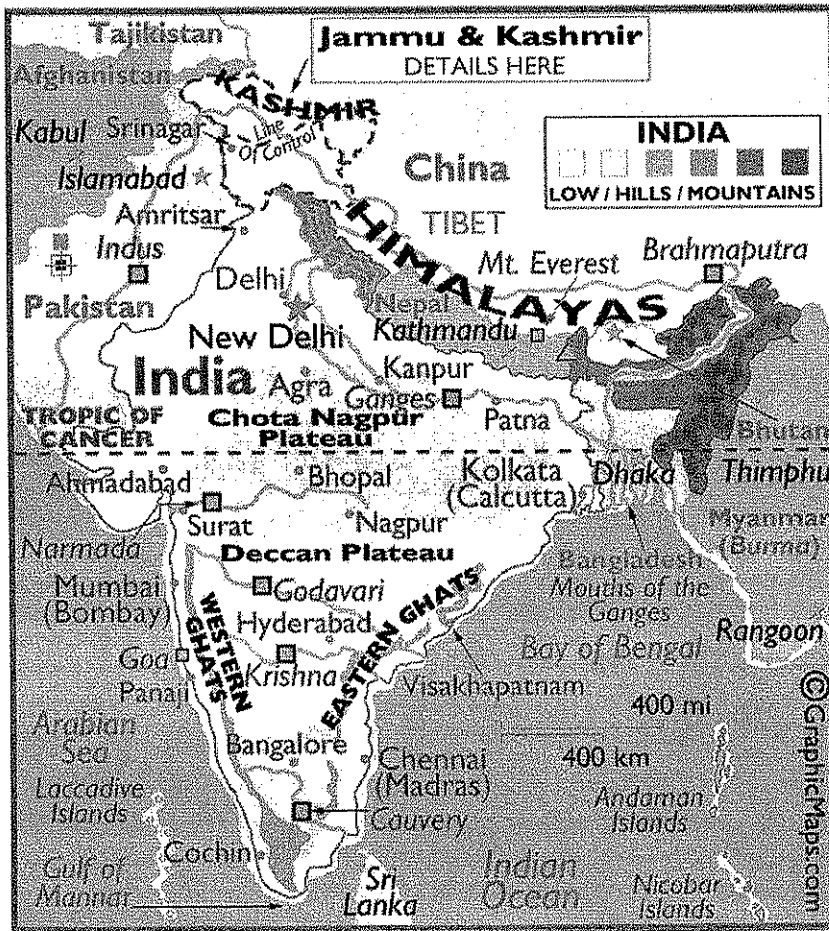 Tajikistan
Jammu & Kashmir
DETAILS HERE
Afghanistan
KASHMIR
Kabul
Srinagar
Line
Of Control
INDIA
LOW / HILLS / MOUNTAINS
China
Islamabad
TIBET
Amritsar
HIMALAYAS
Indus
Delhi
Mt. Everest
Brahmaputra
Pakistan
Nepal
New Delhi
Kathmandu
India
Kanpur
Agra
Ganges
TROPIC OF
CANCER
Chota Nagpur
Plateau
Patna
Bhutan
Ahmadabad
Bhopal
Kolkata
(Calcutta)
Dhaka
Thimphu
Surat
Nagpur
Narmada
Deccan Plateau
Myanmar
(Burma)
Bangladesh
Mouths of the
Ganges
Mumbai
(Bombay)
Godavari
WESTERN
GHATS
EASTERN GHATS
Hyderabad
Rangoon
Goa
Krishna
Bay of Bengal
Panaji
Visakhapatnam
400 mi
Arabian
Sea
Bangalore
400 km
Chennai
(Madras)
Laccadive
Islands
Cauvery
Andaman
Islands
Cochin
Gulf of
Mannar
Sri
Lanka
Indian
Ocean
Nicobar
Islands
©GraphicMaps.com